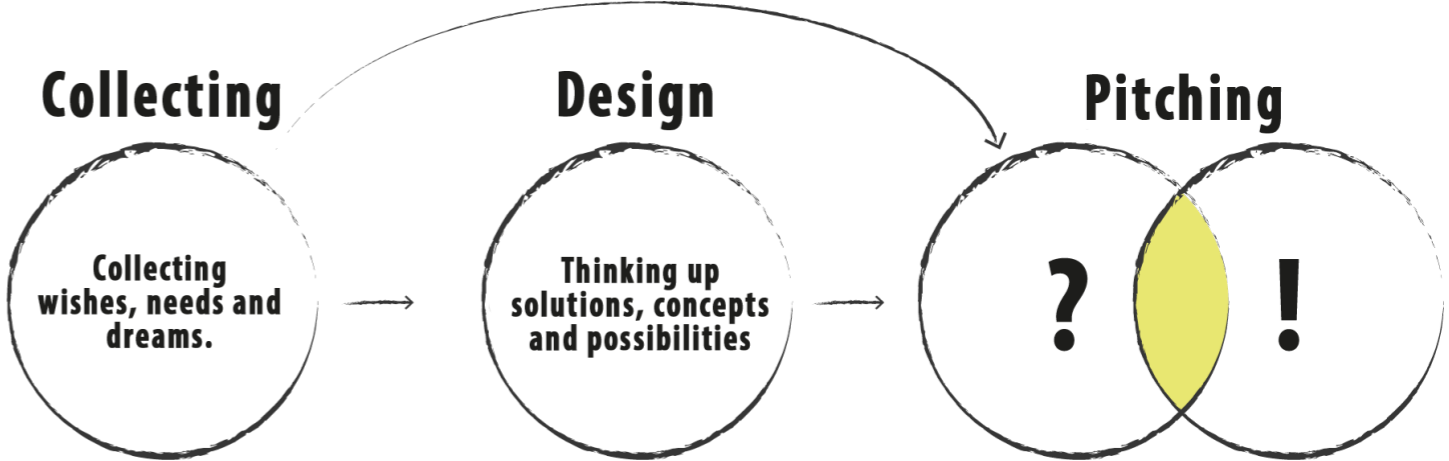 Collecting
Design
Pitching
Collecting
wishes, needs and
dreams.
Thinking up
solutions, concepts
and possibilities
?
!